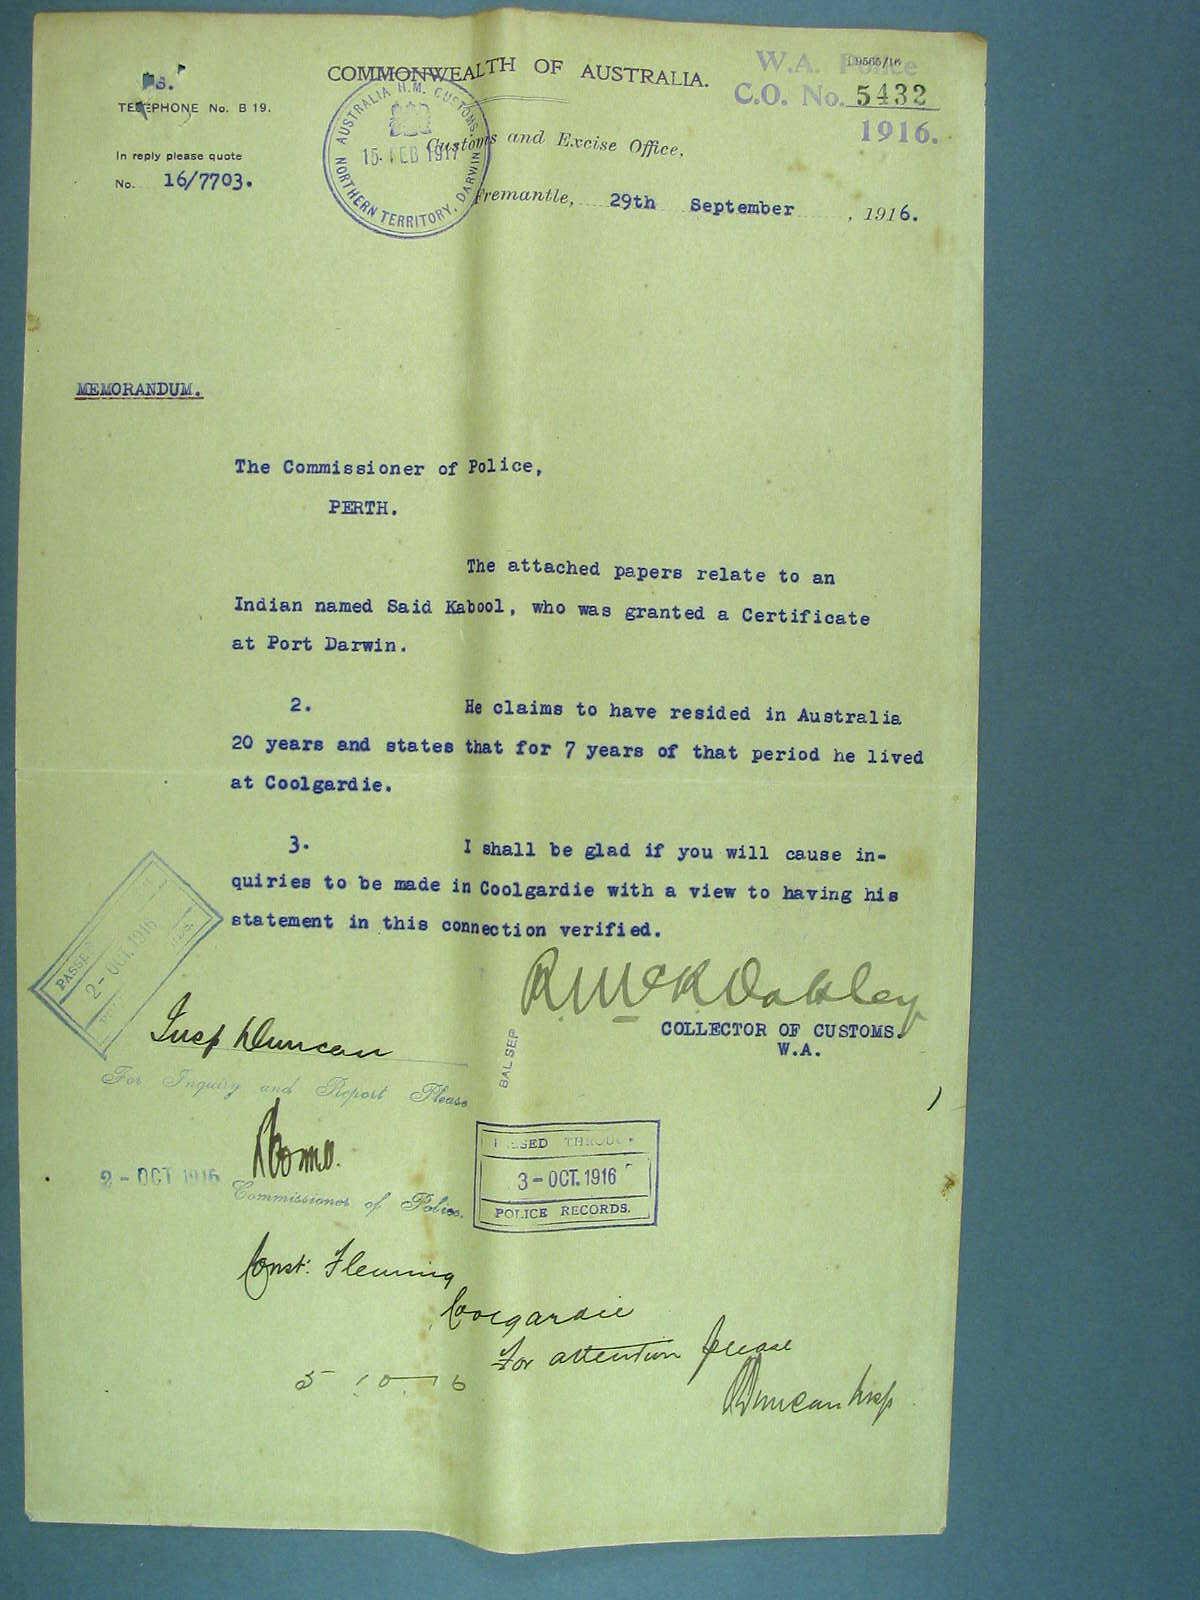 COMMONWEALTH OF AUSTRALIA.
W.A. Police
C.O. No. 5432
1916.
TELEPHONE No. B 19.
AUSTRALIA H.M. CUSTOMS.
15. FEB 1917
NORTHERN TERRITORY, DARWIN
Customs and Excise Office,
In reply please quote
No. 16/7703.
Fremantle, 29th September, 1916.
MEMORANDUM.
The Commissioner of Police,
PERTH.
The attached papers relate to an
Indian named Said Kabool, who was granted a Certificate
at Port Darwin.
2. He claims to have resided in Australia
20 years and states that for 7 years of that period he lived
at Coolgardie.
3. I shall be glad if you will cause in-
quiries to be made in Coolgardie with a view to having his
statement in this connection verified.
2- OCT. 1916
R. McK Oakley
COLLECTOR OF CUSTOMS.
W.A.
BAL SEP
Insp Duncan
For Inquiry and Report Please
2- OCT 1916
Commissioner of Police.
PASSED THROUGH
3- OCT. 1916
POLICE RECORDS.
Const. Fleming
Coolgardie
For attention please
5 10 16
Duncan Insp